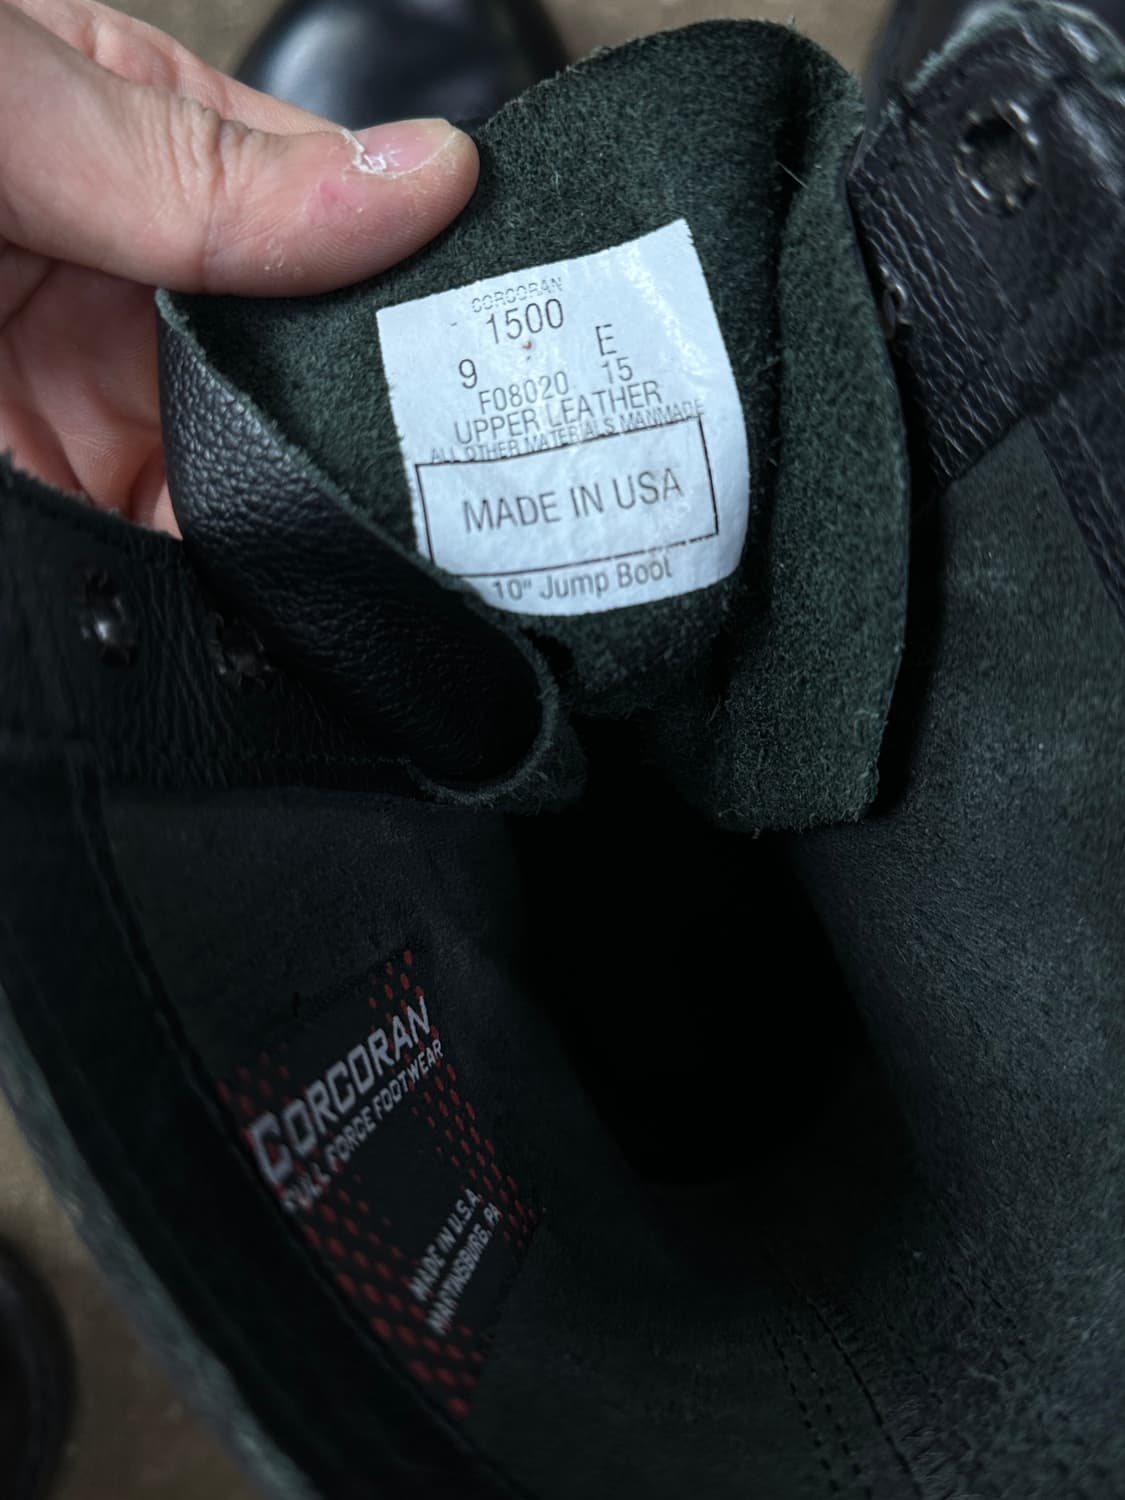 CORCORAN
1500
9 E
F08020 15
UPPER LEATHER
ALL OTHER MATERIALS MANMADE
MADE IN USA
10" Jump Boot
CORCORAN
FULL FORCE FOOTWEAR
MADE IN U.S.A.
MARTINSBURG, PA